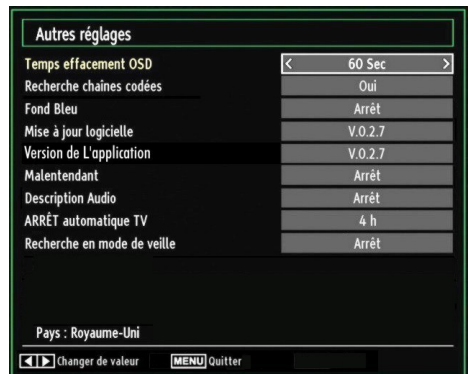 Autres réglages
Temps effacement OSD < 60 Sec >
Recherche chaînes codées Oui
Fond Bleu Arrêt
Mise à jour logicielle V.0.2.7
Version de L'application V.0.2.7
Malentendant Arrêt
Description Audio Arrêt
ARRÊT automatique TV 4 h
Recherche en mode de veille Arrêt
Pays : Royaume-Uni
Changer de valeur MENU Quitter